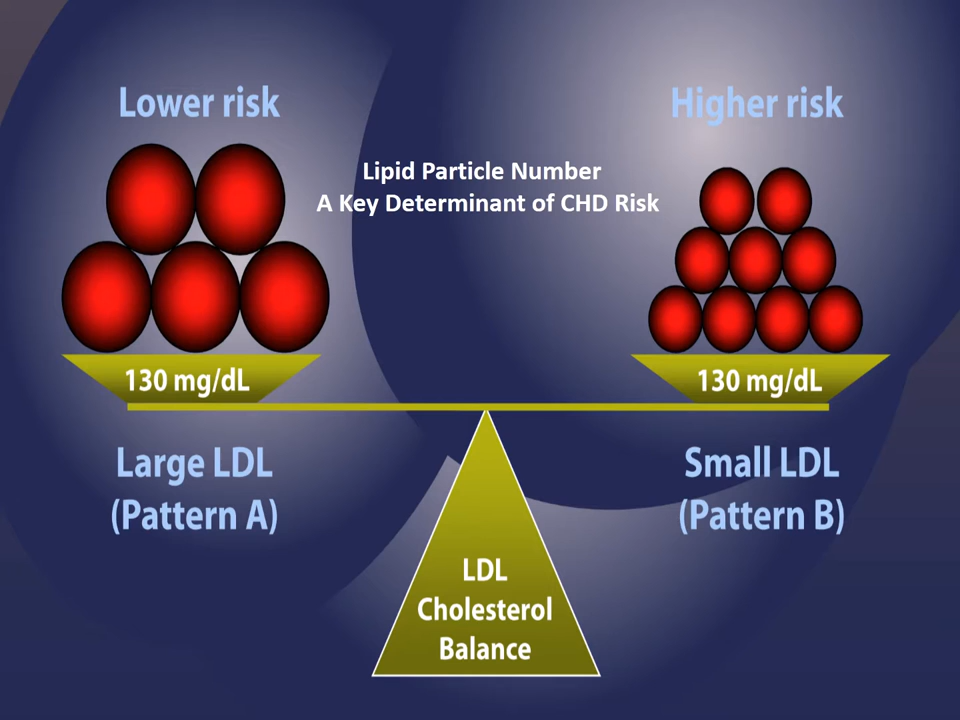 Lower risk
Higher risk
Lipid Particle Number
A Key Determinant of CHD Risk
130 mg/dL
130 mg/dL
Large LDL
(Pattern A)
Small LDL
(Pattern B)
LDL
Cholesterol
Balance